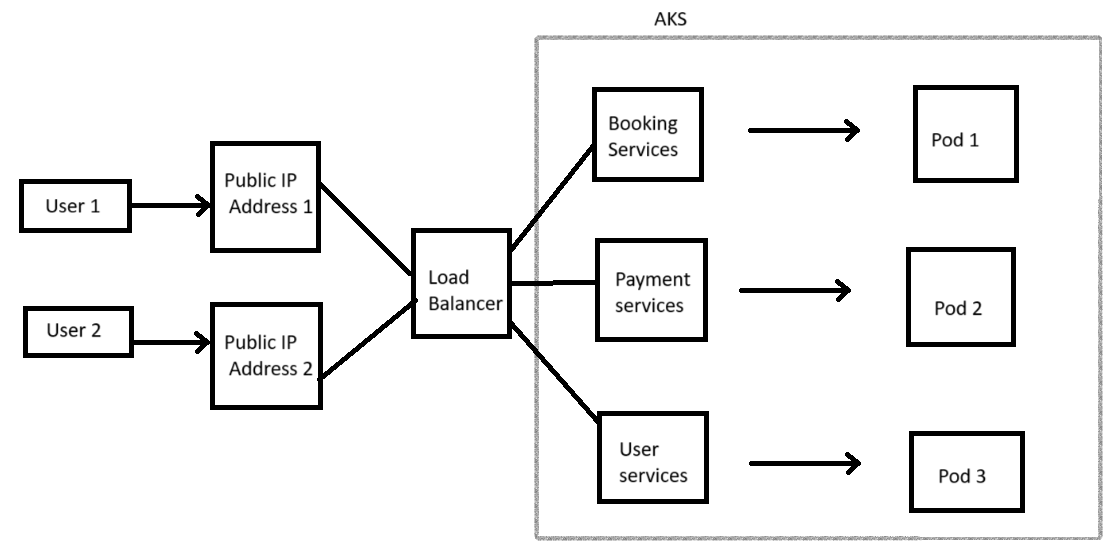 AKS
User 1
Public IP
Address 1
User 2
Public IP
Address 2
Load
Balancer
Booking
Services
Pod 1
Payment
services
Pod 2
User
services
Pod 3